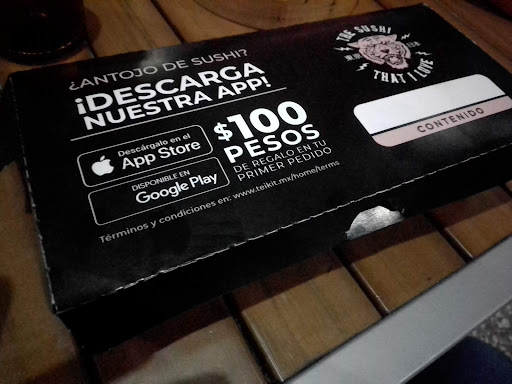 ¿ANTOJO DE SUSHI?
¡DESCARGA
NUESTRA APP!
Descárgalo en el
App Store
DISPONIBLE EN
Google Play
$100
PESOS
DE REGALO EN TU
PRIMER PEDIDO
Términos y condiciones en: www.teikit.mx/home/terms
THE SUSHI
THAT I LOVE
CONTENIDO